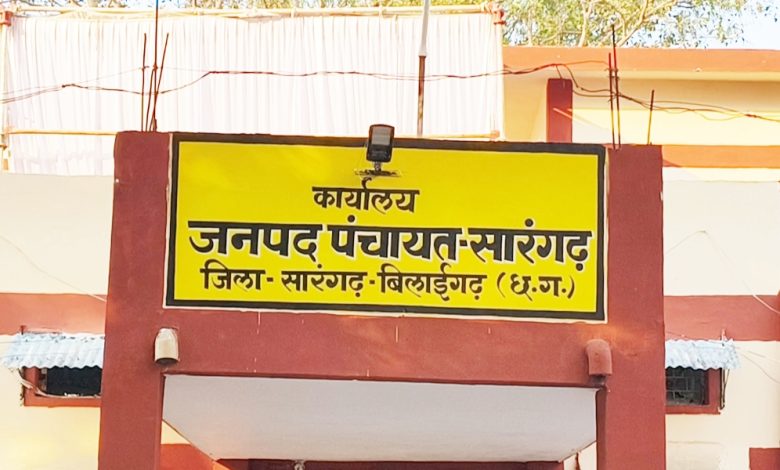 कार्यालय
जनपद पंचायत-सारंगढ़
जिला - सारंगढ़ - बिलाईगढ़ (छ.ग.)